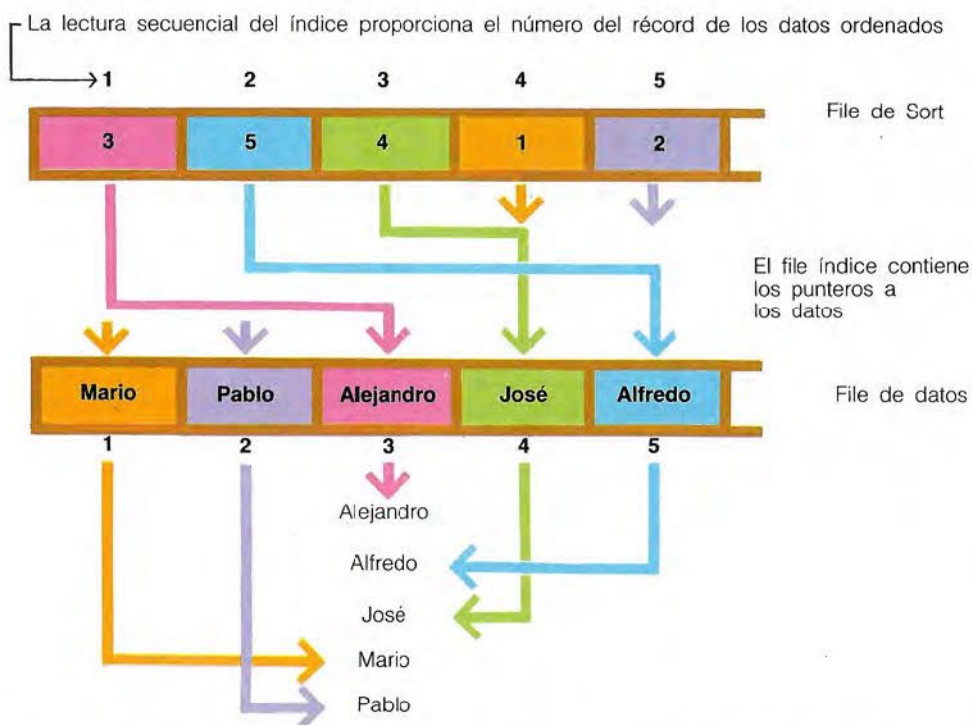 La lectura secuencial del índice proporciona el número del récord de los datos ordenados
1 2 3 4 5
File de Sort
3 5 4 1 2
El file índice contiene
los punteros a
los datos
Mario Pablo Alejandro José Alfredo
File de datos
1 2 3 4 5
Alejandro
Alfredo
José
Mario
Pablo